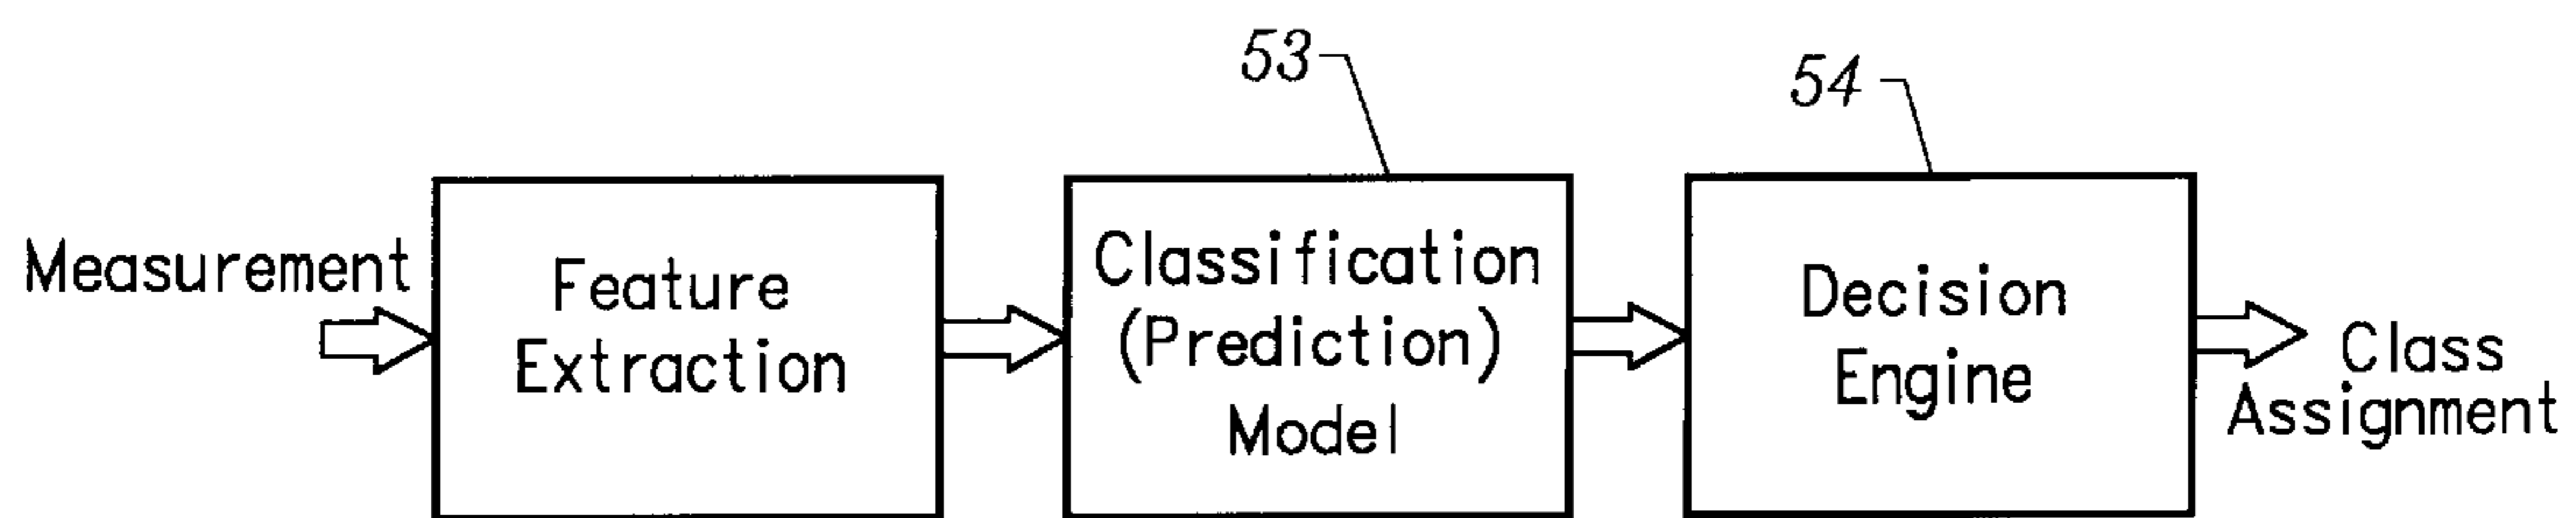 53
54
Measurement
Feature
Extraction
Classification
(Prediction)
Model
Decision
Engine
Class
Assignment